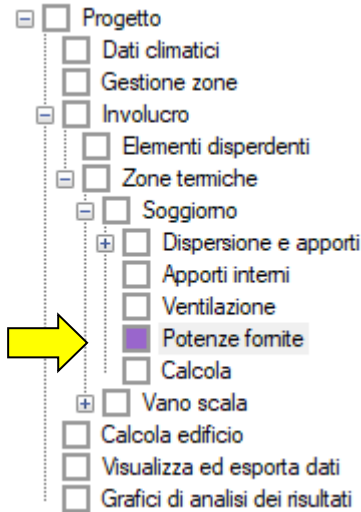 Progetto
Dati climatici
Gestione zone
Involucro
Elementi disperdenti
Zone termiche
Soggiorno
Dispersione e apporti
Apporti interni
Ventilazione
Potenze fornite
Calcola
Vano scala
Calcola edificio
Visualizza ed esporta dati
Grafici di analisi dei risultati